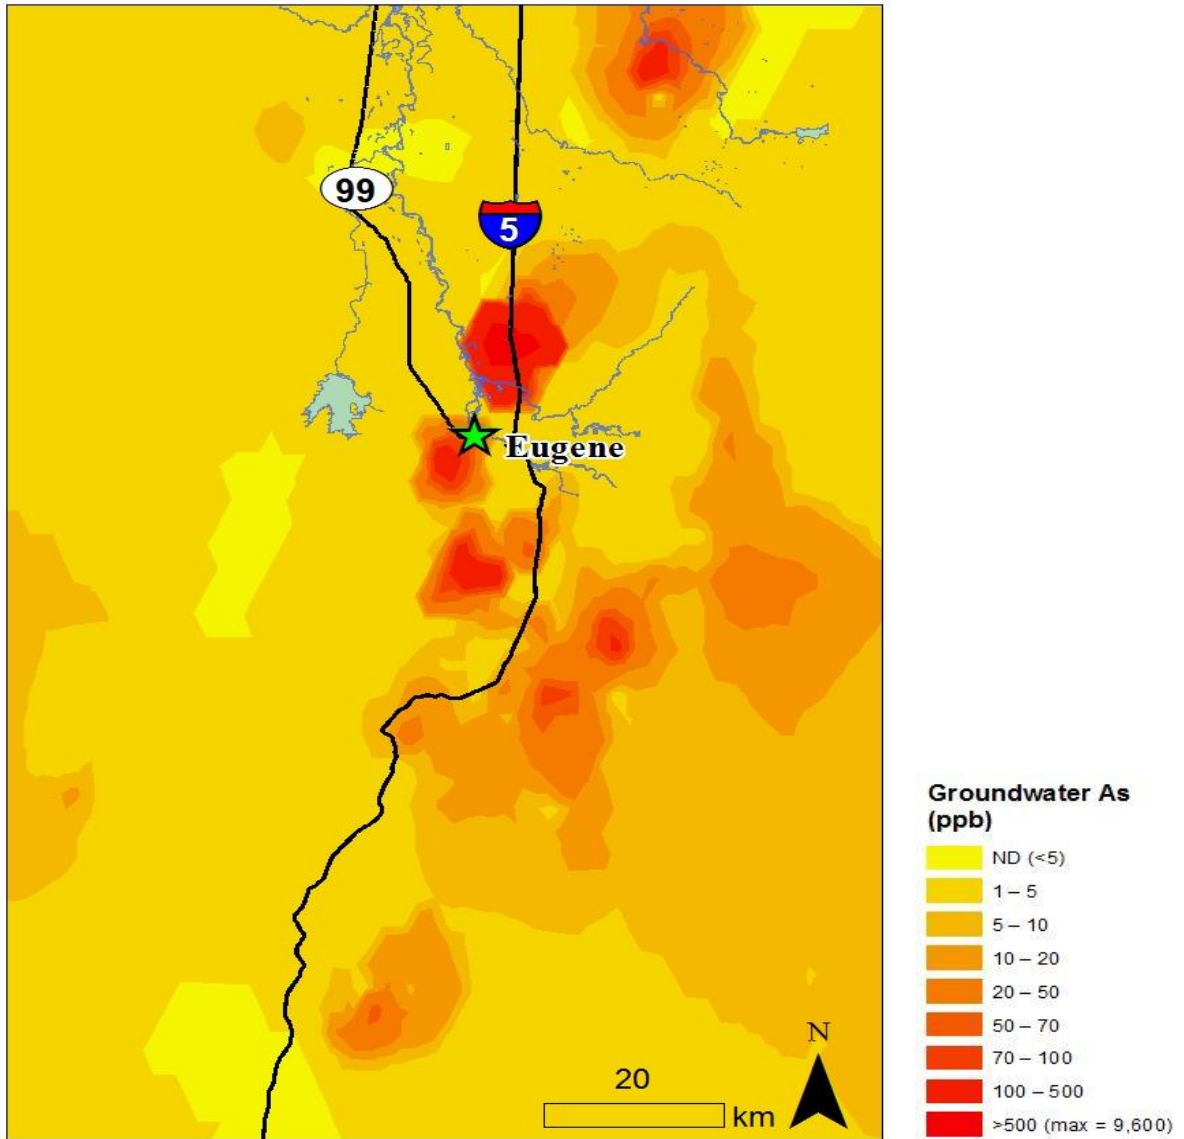 99
5
Eugene
N
20
km
Groundwater As
(ppb)
ND (<5)
1 – 5
5 – 10
10 – 20
20 – 50
50 – 70
70 – 100
100 – 500
>500 (max = 9,600)